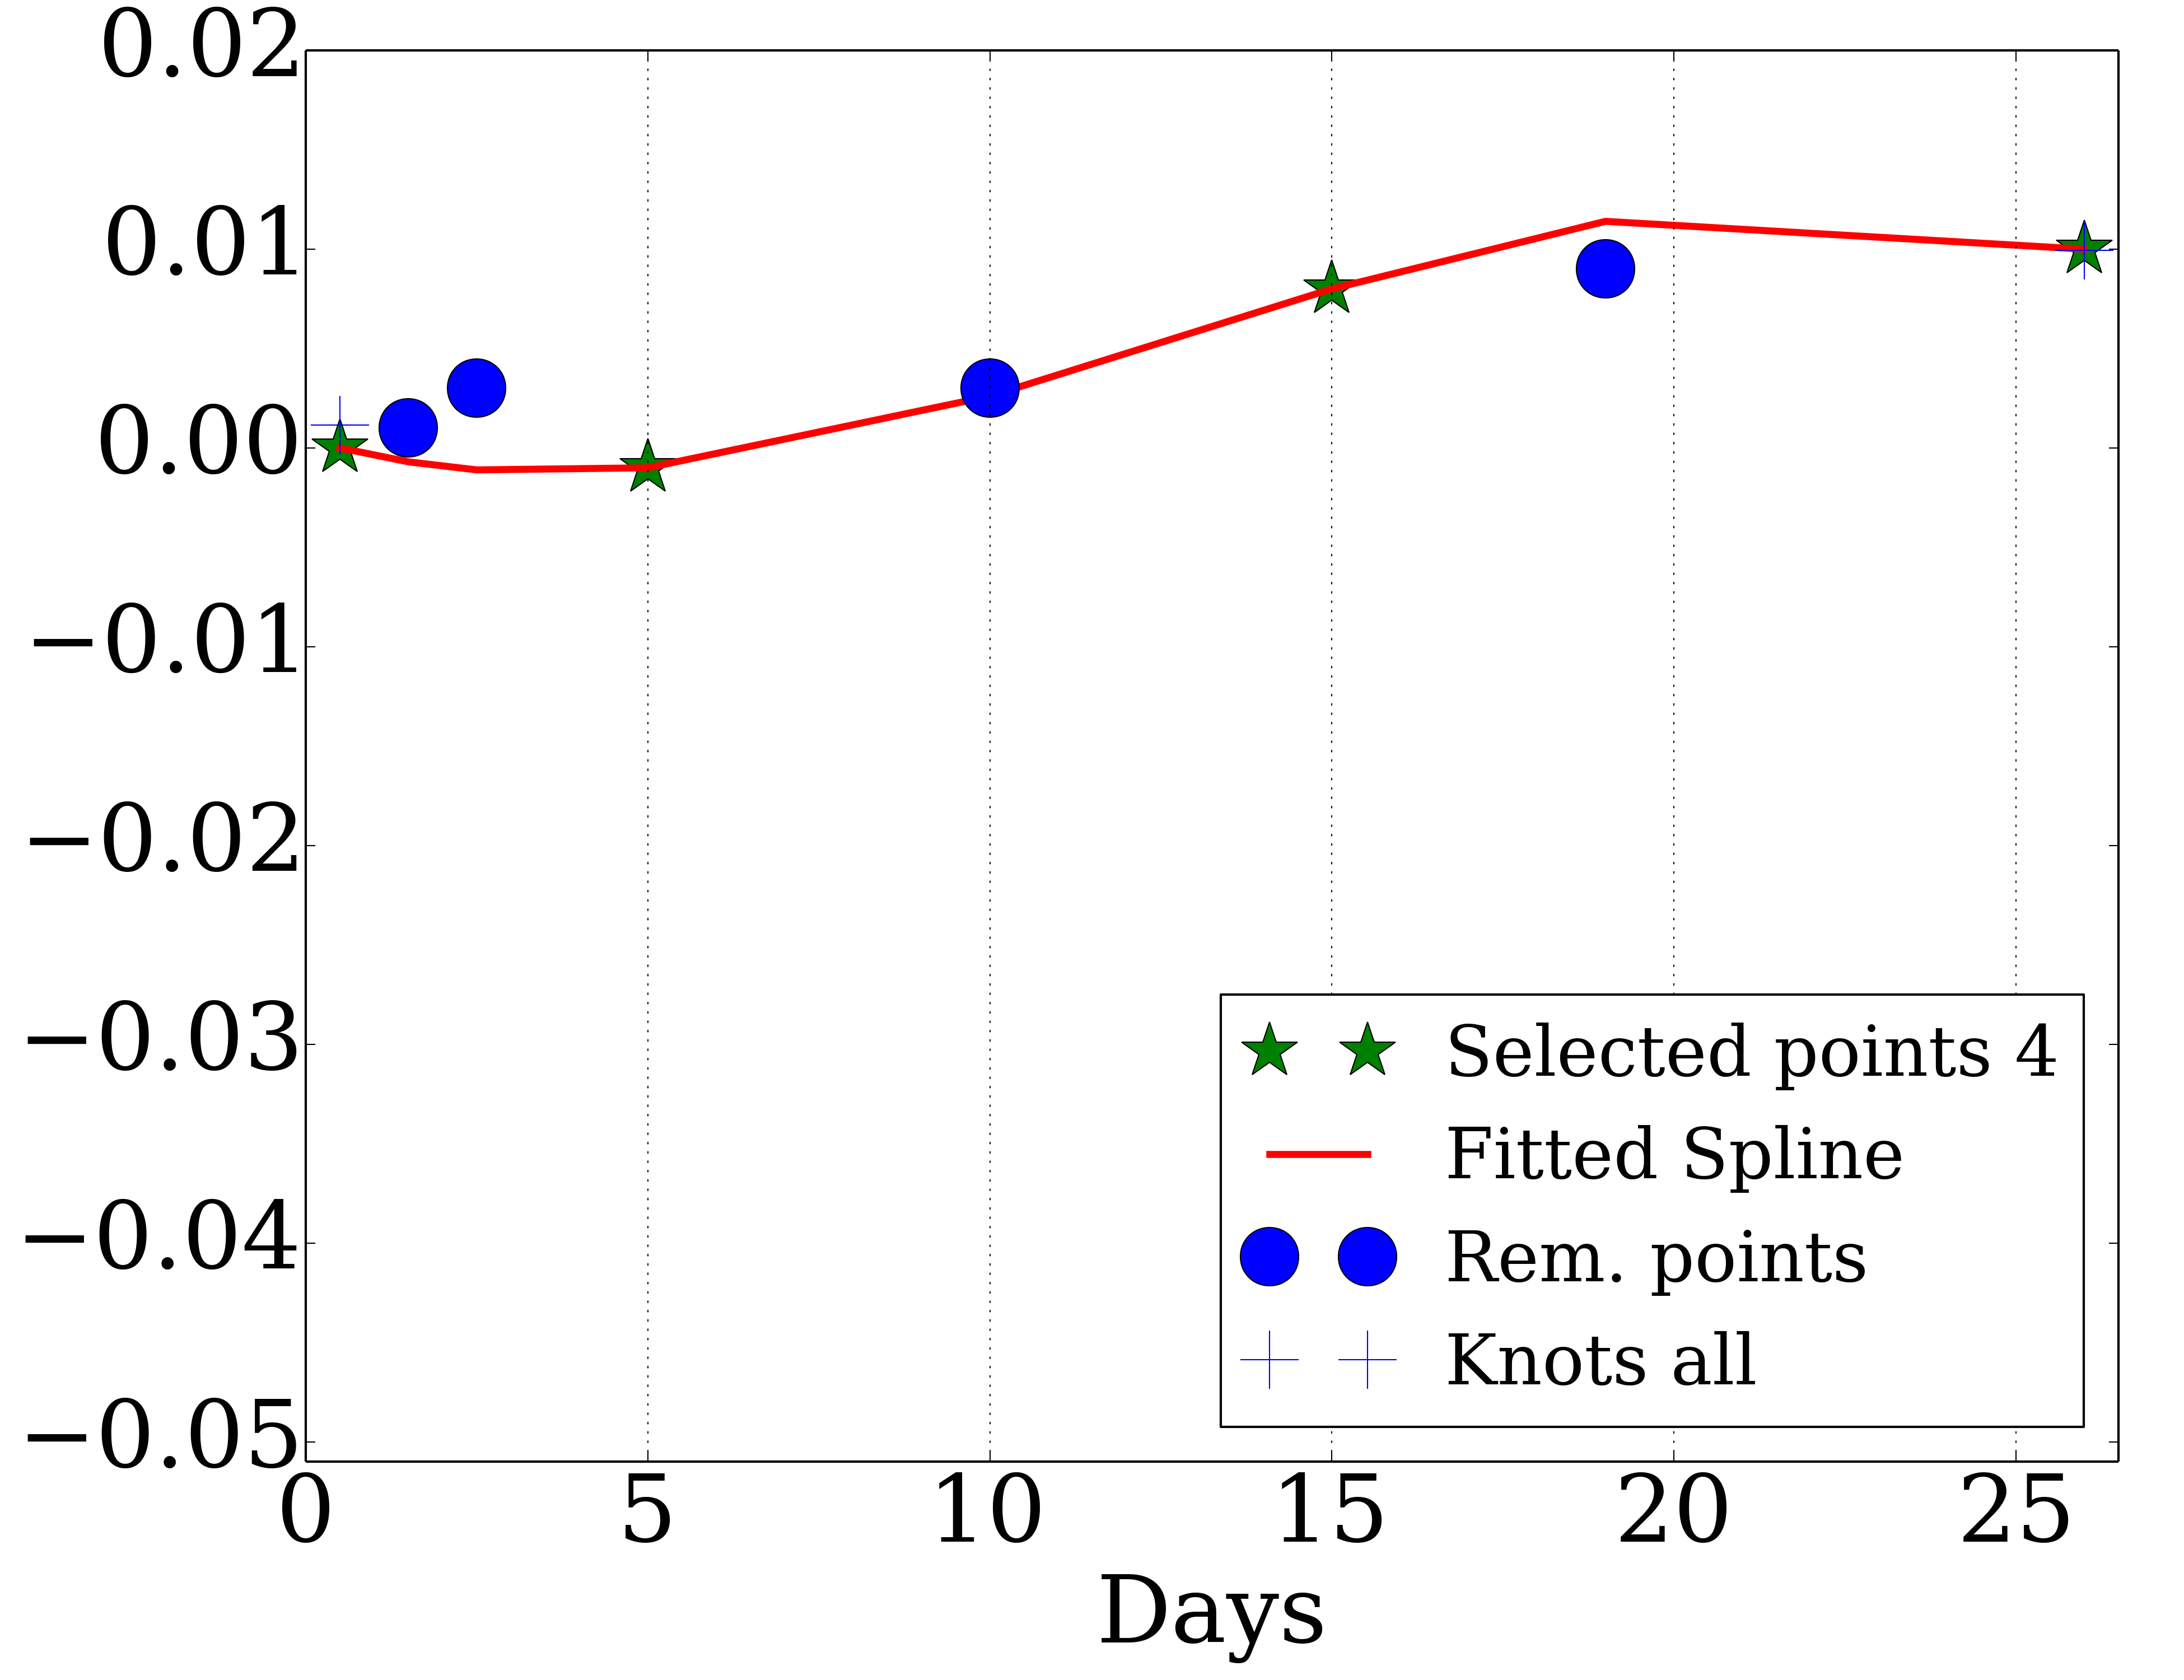 0.02
0.01
0.00
−0.01
−0.02
−0.03
−0.04
−0.05
0 5 10 15 20 25
Days
Selected points 4
Fitted Spline
Rem. points
Knots all